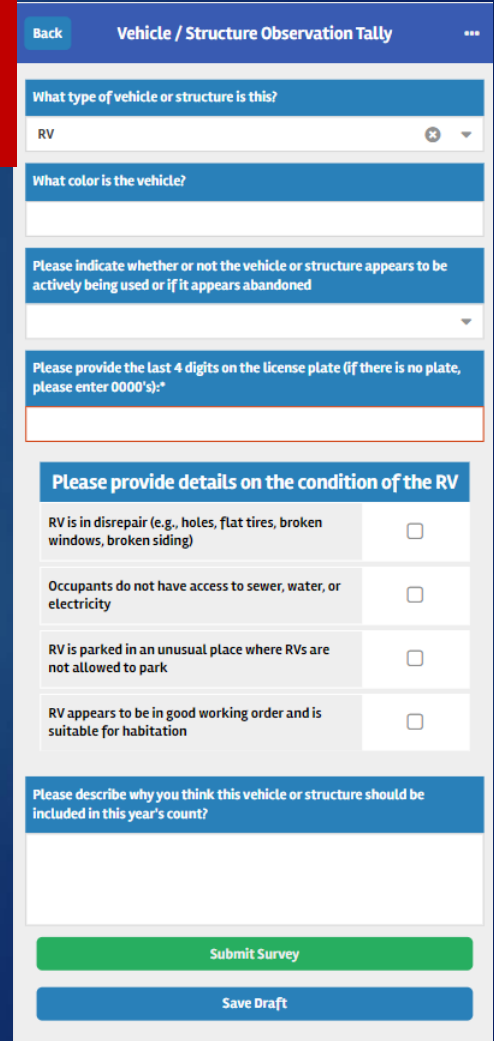 Back
Vehicle / Structure Observation Tally
What type of vehicle or structure is this?
RV
What color is the vehicle?
Please indicate whether or not the vehicle or structure appears to be
actively being used or if it appears abandoned
Please provide the last 4 digits on the license plate (if there is no plate,
please enter 0000's):*
Please provide details on the condition of the RV
RV is in disrepair (e.g., holes, flat tires, broken
windows, broken siding)
Occupants do not have access to sewer, water, or
electricity
RV is parked in an unusual place where RVs are
not allowed to park
RV appears to be in good working order and is
suitable for habitation
Please describe why you think this vehicle or structure should be
included in this year's count?
Submit Survey
Save Draft